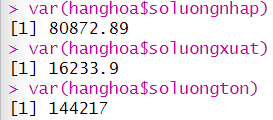 > var(hanghoa$soluongnhap)
[1] 80872.89
> var(hanghoa$soluongxuat)
[1] 16233.9
> var(hanghoa$soluongton)
[1] 144217